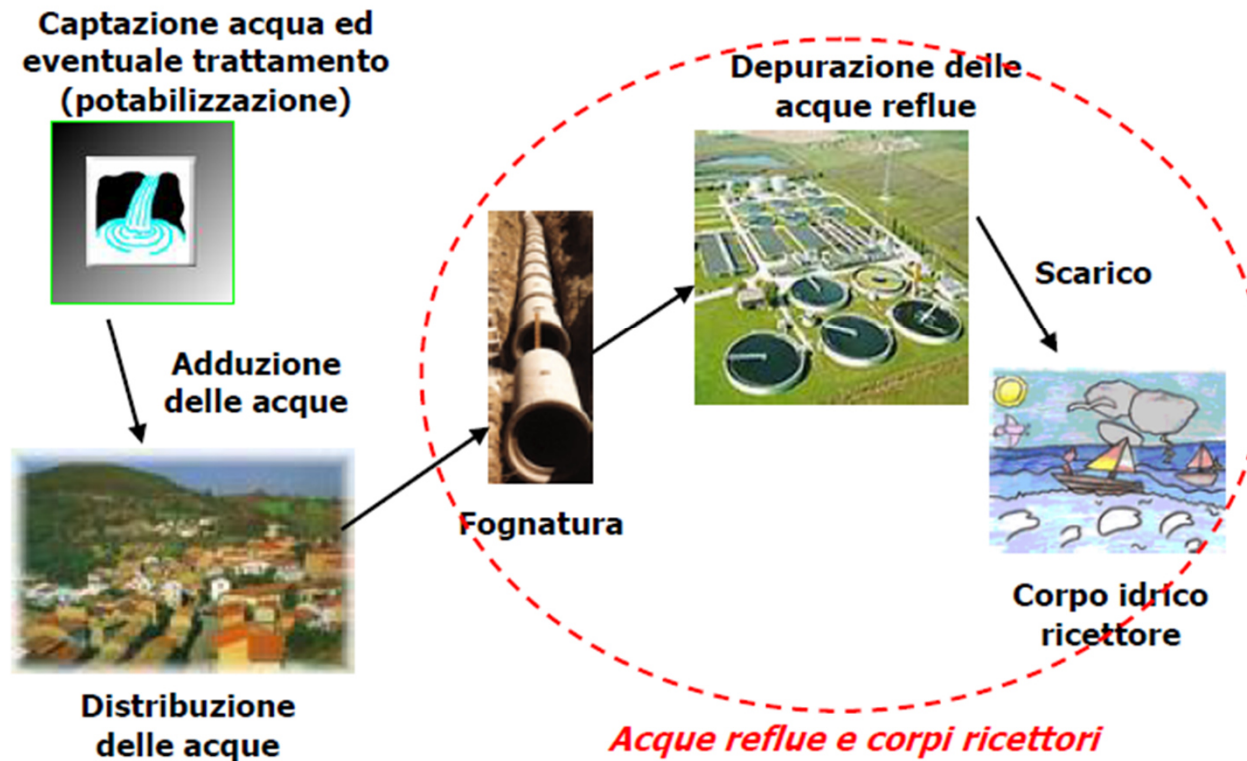 Captazione acqua ed
eventuale trattamento
(potabilizzazione)
Adduzione
delle acque
Distribuzione
delle acque
Fognatura
Depurazione delle
acque reflue
Scarico
Corpo idrico
ricettore
Acque reflue e corpi ricettori